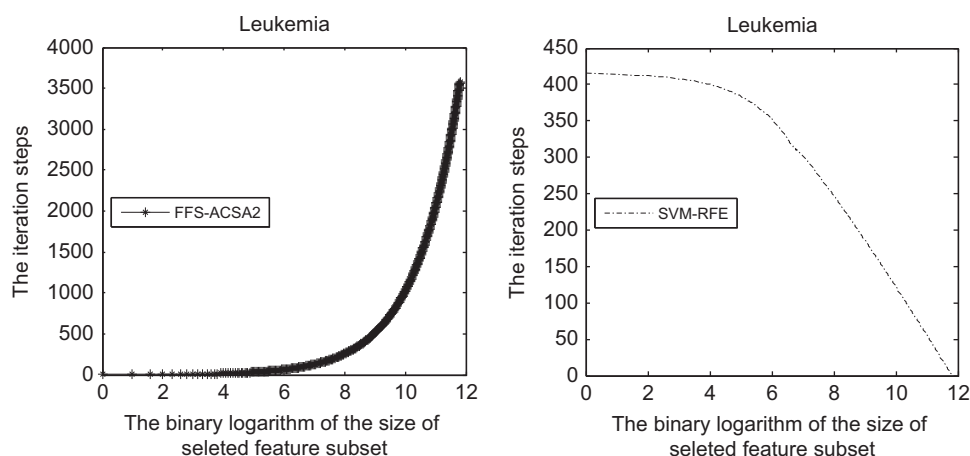 Leukemia
4000
3500
3000
2500
2000
1500
1000
500
0
The iteration steps
FFS-ACSA2
0 2 4 6 8 10 12
The binary logarithm of the size of
seleted feature subset
Leukemia
450
400
350
300
250
200
150
100
50
0
The iteration steps
SVM-RFE
0 2 4 6 8 10 12
The binary logarithm of the size of
seleted feature subset